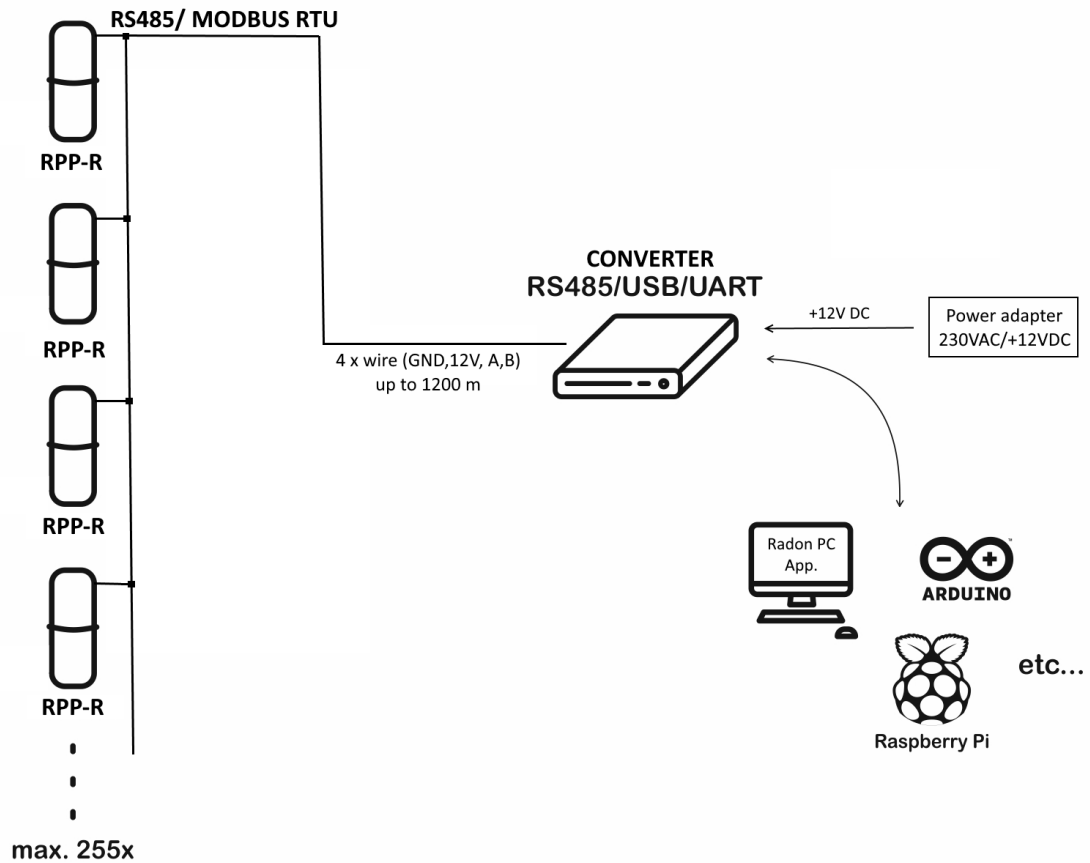 RS485/ MODBUS RTU
RPP-R
RPP-R
RPP-R
RPP-R
max. 255x
4 x wire (GND,12V, A,B)
up to 1200 m
CONVERTER
RS485/USB/UART
+12V DC
Power adapter
230VAC/+12VDC
Radon PC
App.
ARDUINO
TM
Raspberry Pi
etc...